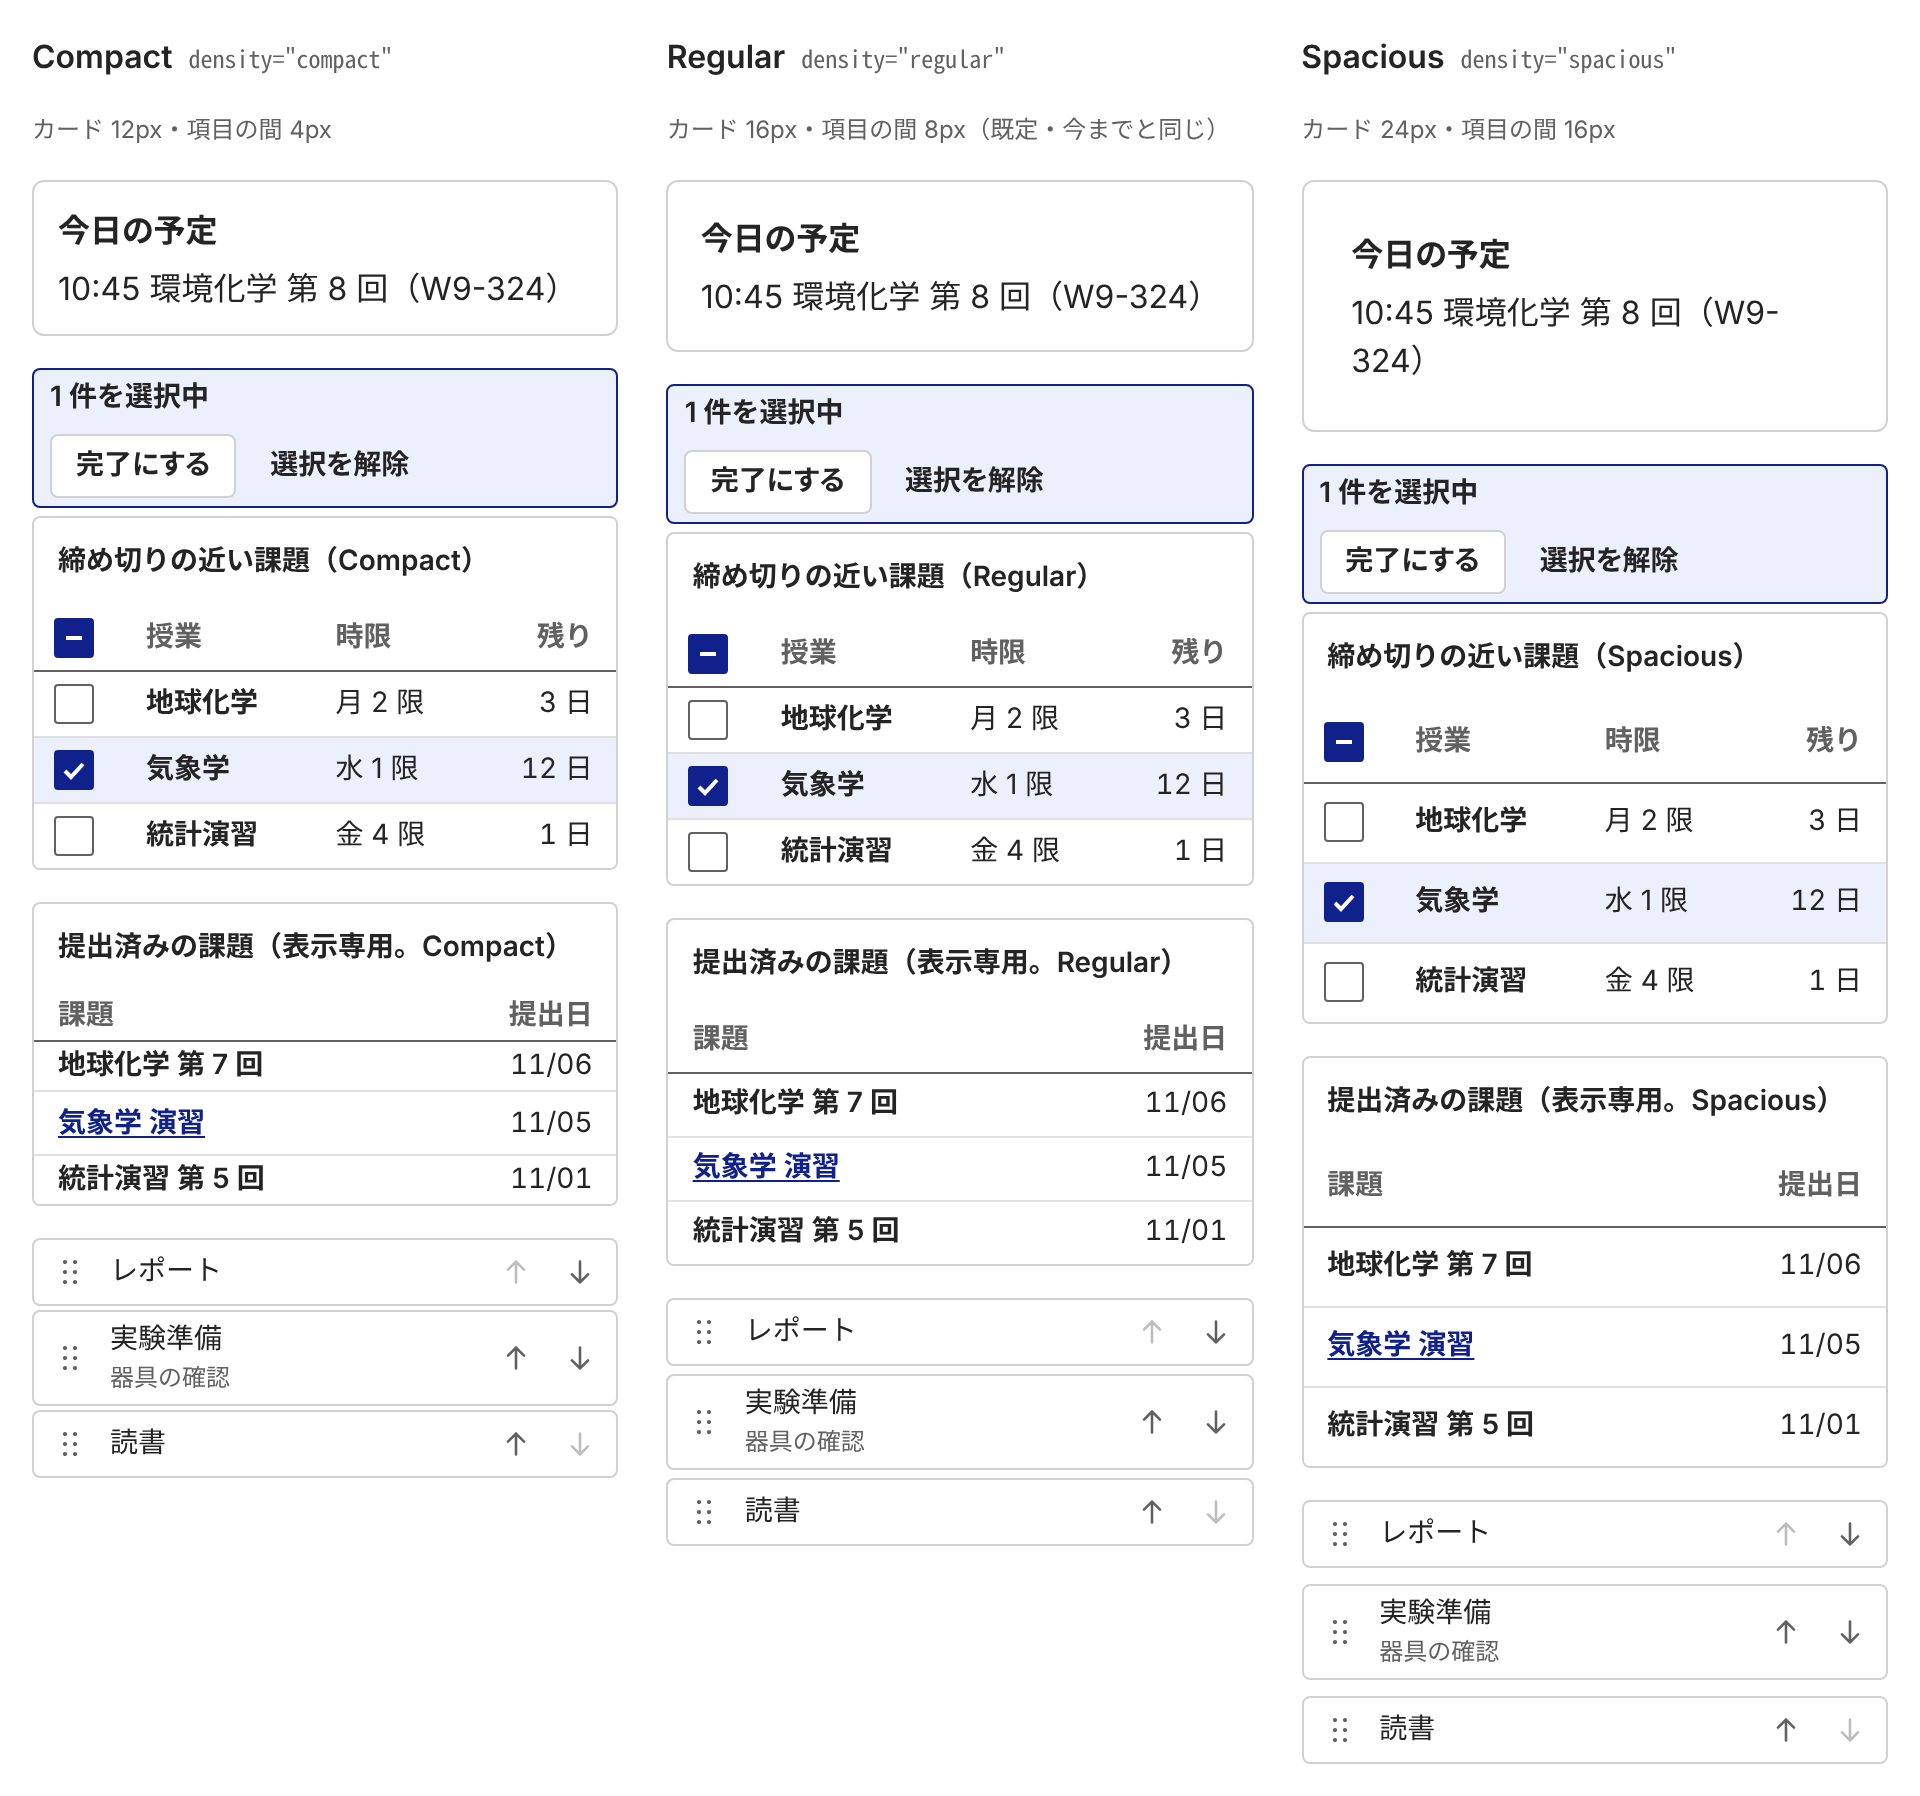 Compact density="compact"
カード 12px・項目の間 4px
今日の予定
10:45 環境化学 第 8 回（W9-324）
1 件を選択中
完了にする 選択を解除
締め切りの近い課題（Compact）
授業 時限 残り
地球化学 月 2 限 3 日
気象学 水 1 限 12 日
統計演習 金 4 限 1 日
提出済みの課題（表示専用。Compact）
課題 提出日
地球化学 第 7 回 11/06
気象学 演習 11/05
統計演習 第 5 回 11/01
レポート
実験準備
器具の確認
読書
Regular density="regular"
カード 16px・項目の間 8px（既定・今までと同じ）
今日の予定
10:45 環境化学 第 8 回（W9-324）
1 件を選択中
完了にする 選択を解除
締め切りの近い課題（Regular）
授業 時限 残り
地球化学 月 2 限 3 日
気象学 水 1 限 12 日
統計演習 金 4 限 1 日
提出済みの課題（表示専用。Regular）
課題 提出日
地球化学 第 7 回 11/06
気象学 演習 11/05
統計演習 第 5 回 11/01
レポート
実験準備
器具の確認
読書
Spacious density="spacious"
カード 24px・項目の間 16px
今日の予定
10:45 環境化学 第 8 回（W9-
324）
1 件を選択中
完了にする 選択を解除
締め切りの近い課題（Spacious）
授業 時限 残り
地球化学 月 2 限 3 日
気象学 水 1 限 12 日
統計演習 金 4 限 1 日
提出済みの課題（表示専用。Spacious）
課題 提出日
地球化学 第 7 回 11/06
気象学 演習 11/05
統計演習 第 5 回 11/01
レポート
実験準備
器具の確認
読書